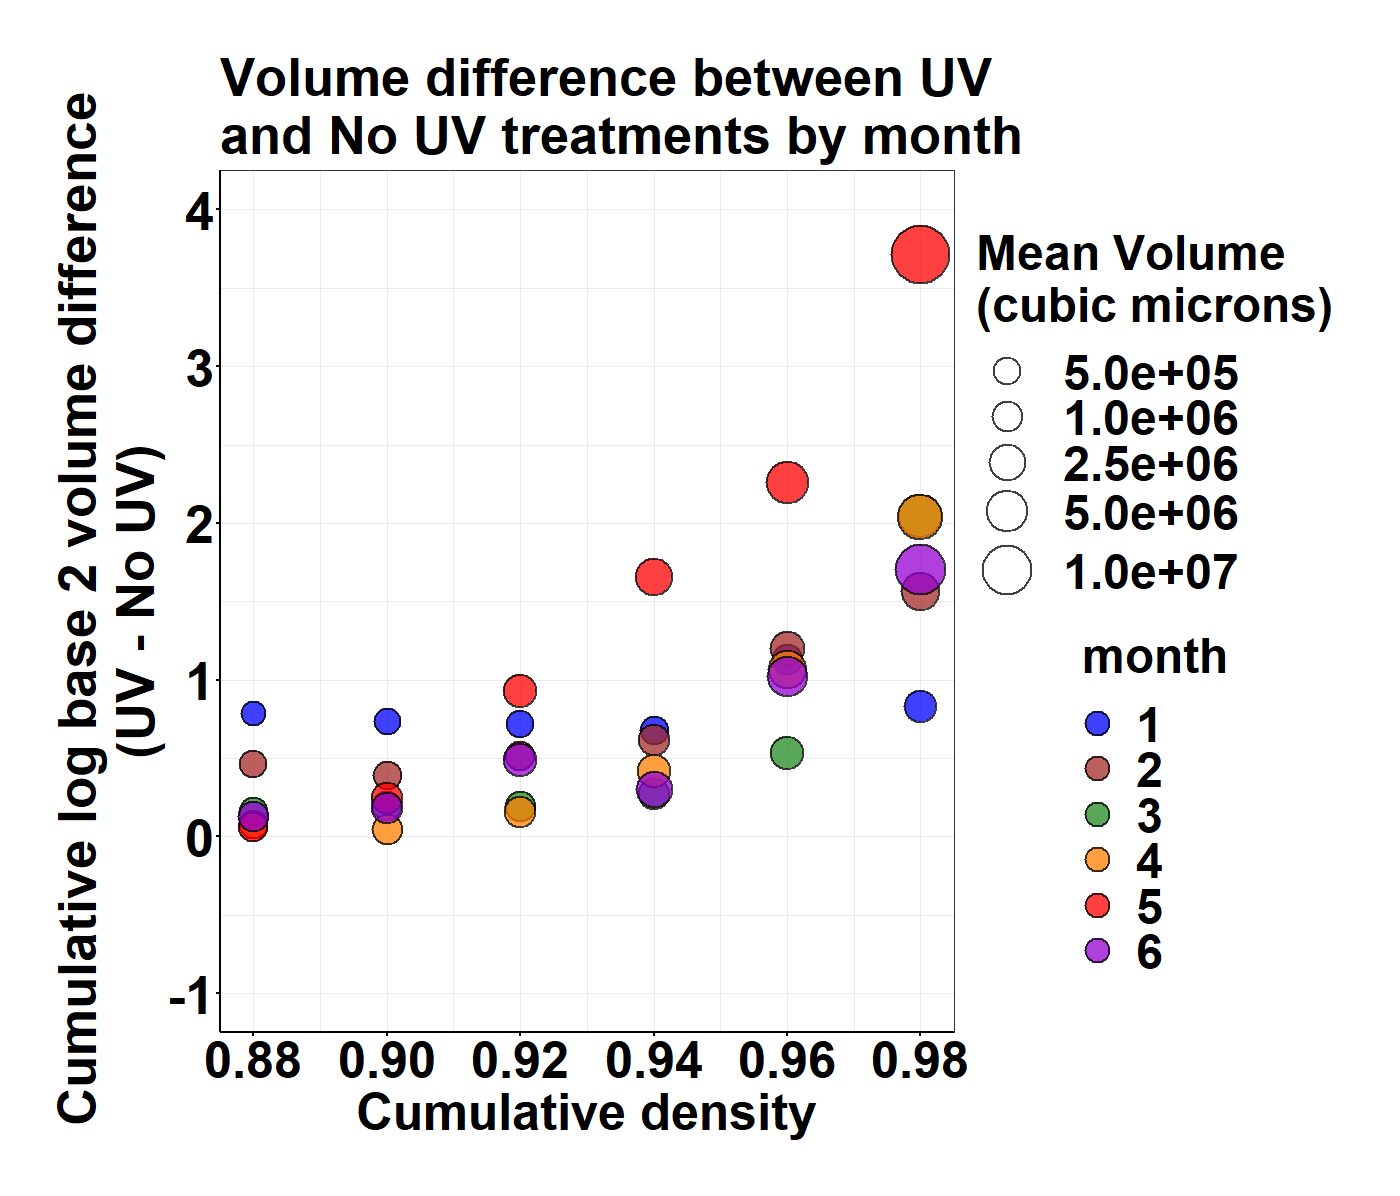 Volume difference between UV
and No UV treatments by month
Cumulative log base 2 volume difference
(UV - No UV)
4
3
2
1
0
-1
0.88 0.90 0.92 0.94 0.96 0.98
Cumulative density
Mean Volume
(cubic microns)
5.0e+05
1.0e+06
2.5e+06
5.0e+06
1.0e+07
month
1
2
3
4
5
6